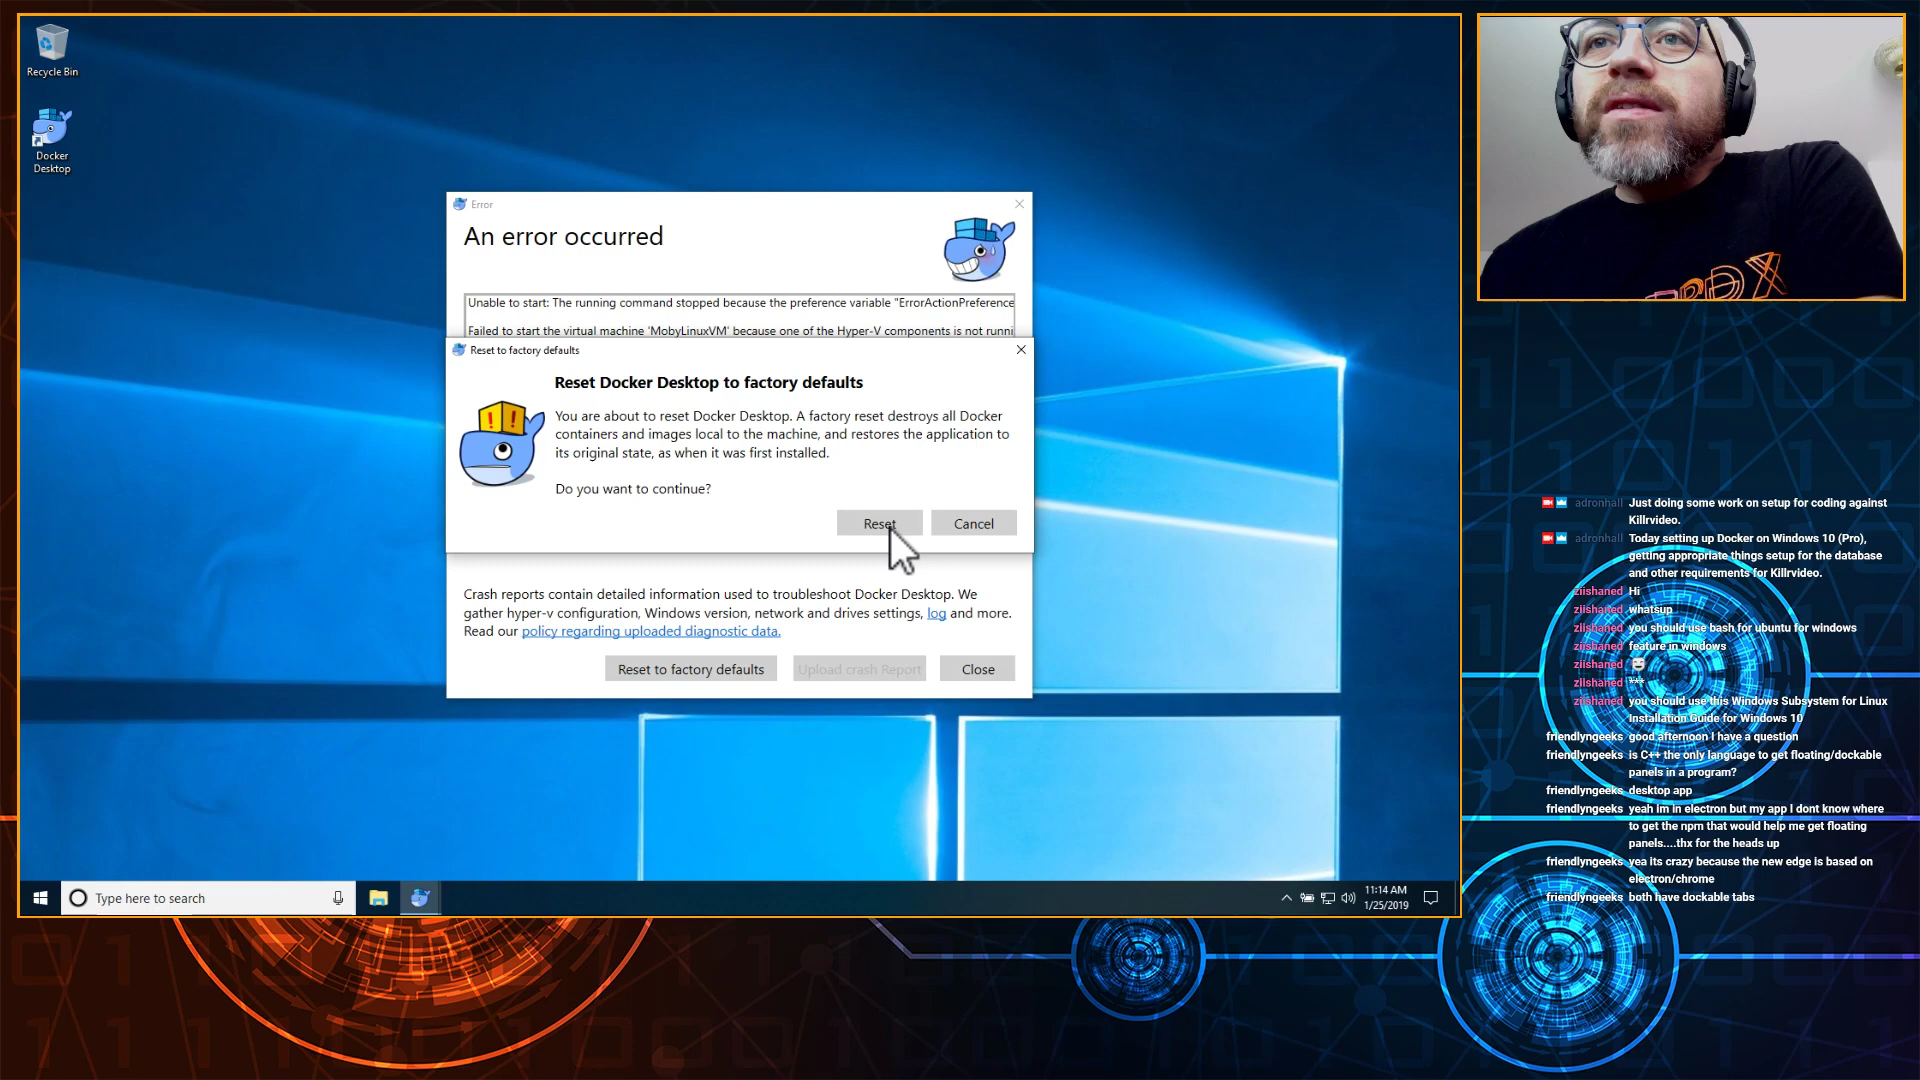 Recycle Bin
Docker
Desktop
Error
An error occurred
Unable to start: The running command stopped because the preference variable "ErrorActionPreference
Failed to start the virtual machine 'MobyLinuxVM' because one of the Hyper-V components is not runni
Reset to factory defaults
Reset Docker Desktop to factory defaults
You are about to reset Docker Desktop. A factory reset destroys all Docker
containers and images local to the machine, and restores the application to
its original state, as when it was first installed.
Do you want to continue?
Reset
Cancel
Crash reports contain detailed information used to troubleshoot Docker Desktop. We
gather hyper-v configuration, Windows version, network and drives settings, log and more.
Read our policy regarding uploaded diagnostic data.
Reset to factory defaults
Upload crash Report
Close
Type here to search
11:14 AM
1/25/2019
adronhall Just doing some work on setup for coding against
Killrvideo.
adronhall Today setting up Docker on Windows 10 (Pro),
getting appropriate things setup for the database
and other requirements for Killrvideo.
ziishaned Hi
ziishaned whatsup
ziishaned you should use bash for ubuntu for windows
ziishaned feature in windows
ziishaned
ziishaned ***
ziishaned you should use this Windows Subsystem for Linux
Installation Guide for Windows 10
friendlyngeeks good afternoon I have a question
friendlyngeeks is C++ the only language to get floating/dockable
panels in a program?
friendlyngeeks desktop app
friendlyngeeks yeah im in electron but my app I dont know where
to get the npm that would help me get floating
panels....thx for the heads up
friendlyngeeks yea its crazy because the new edge is based on
electron/chrome
friendlyngeeks both have dockable tabs